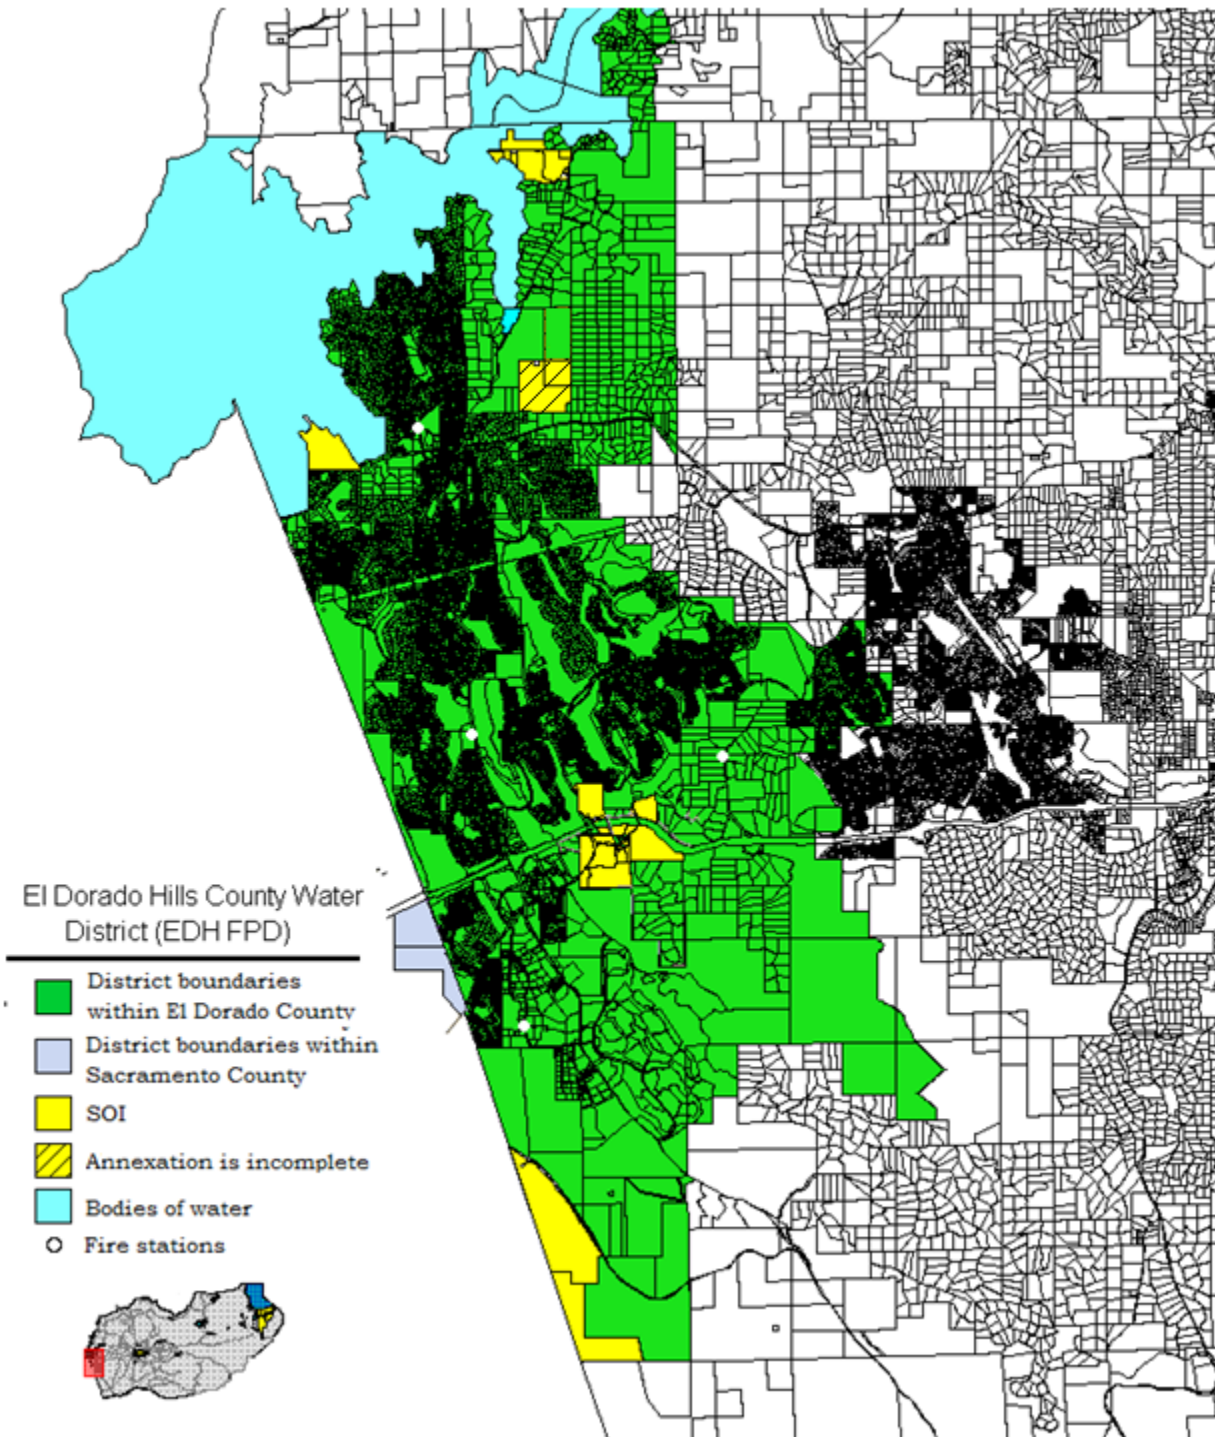 El Dorado Hills County Water
District (EDH FPD)
District boundaries
within El Dorado County
District boundaries within
Sacramento County
SOI
Annexation is incomplete
Bodies of water
Fire stations